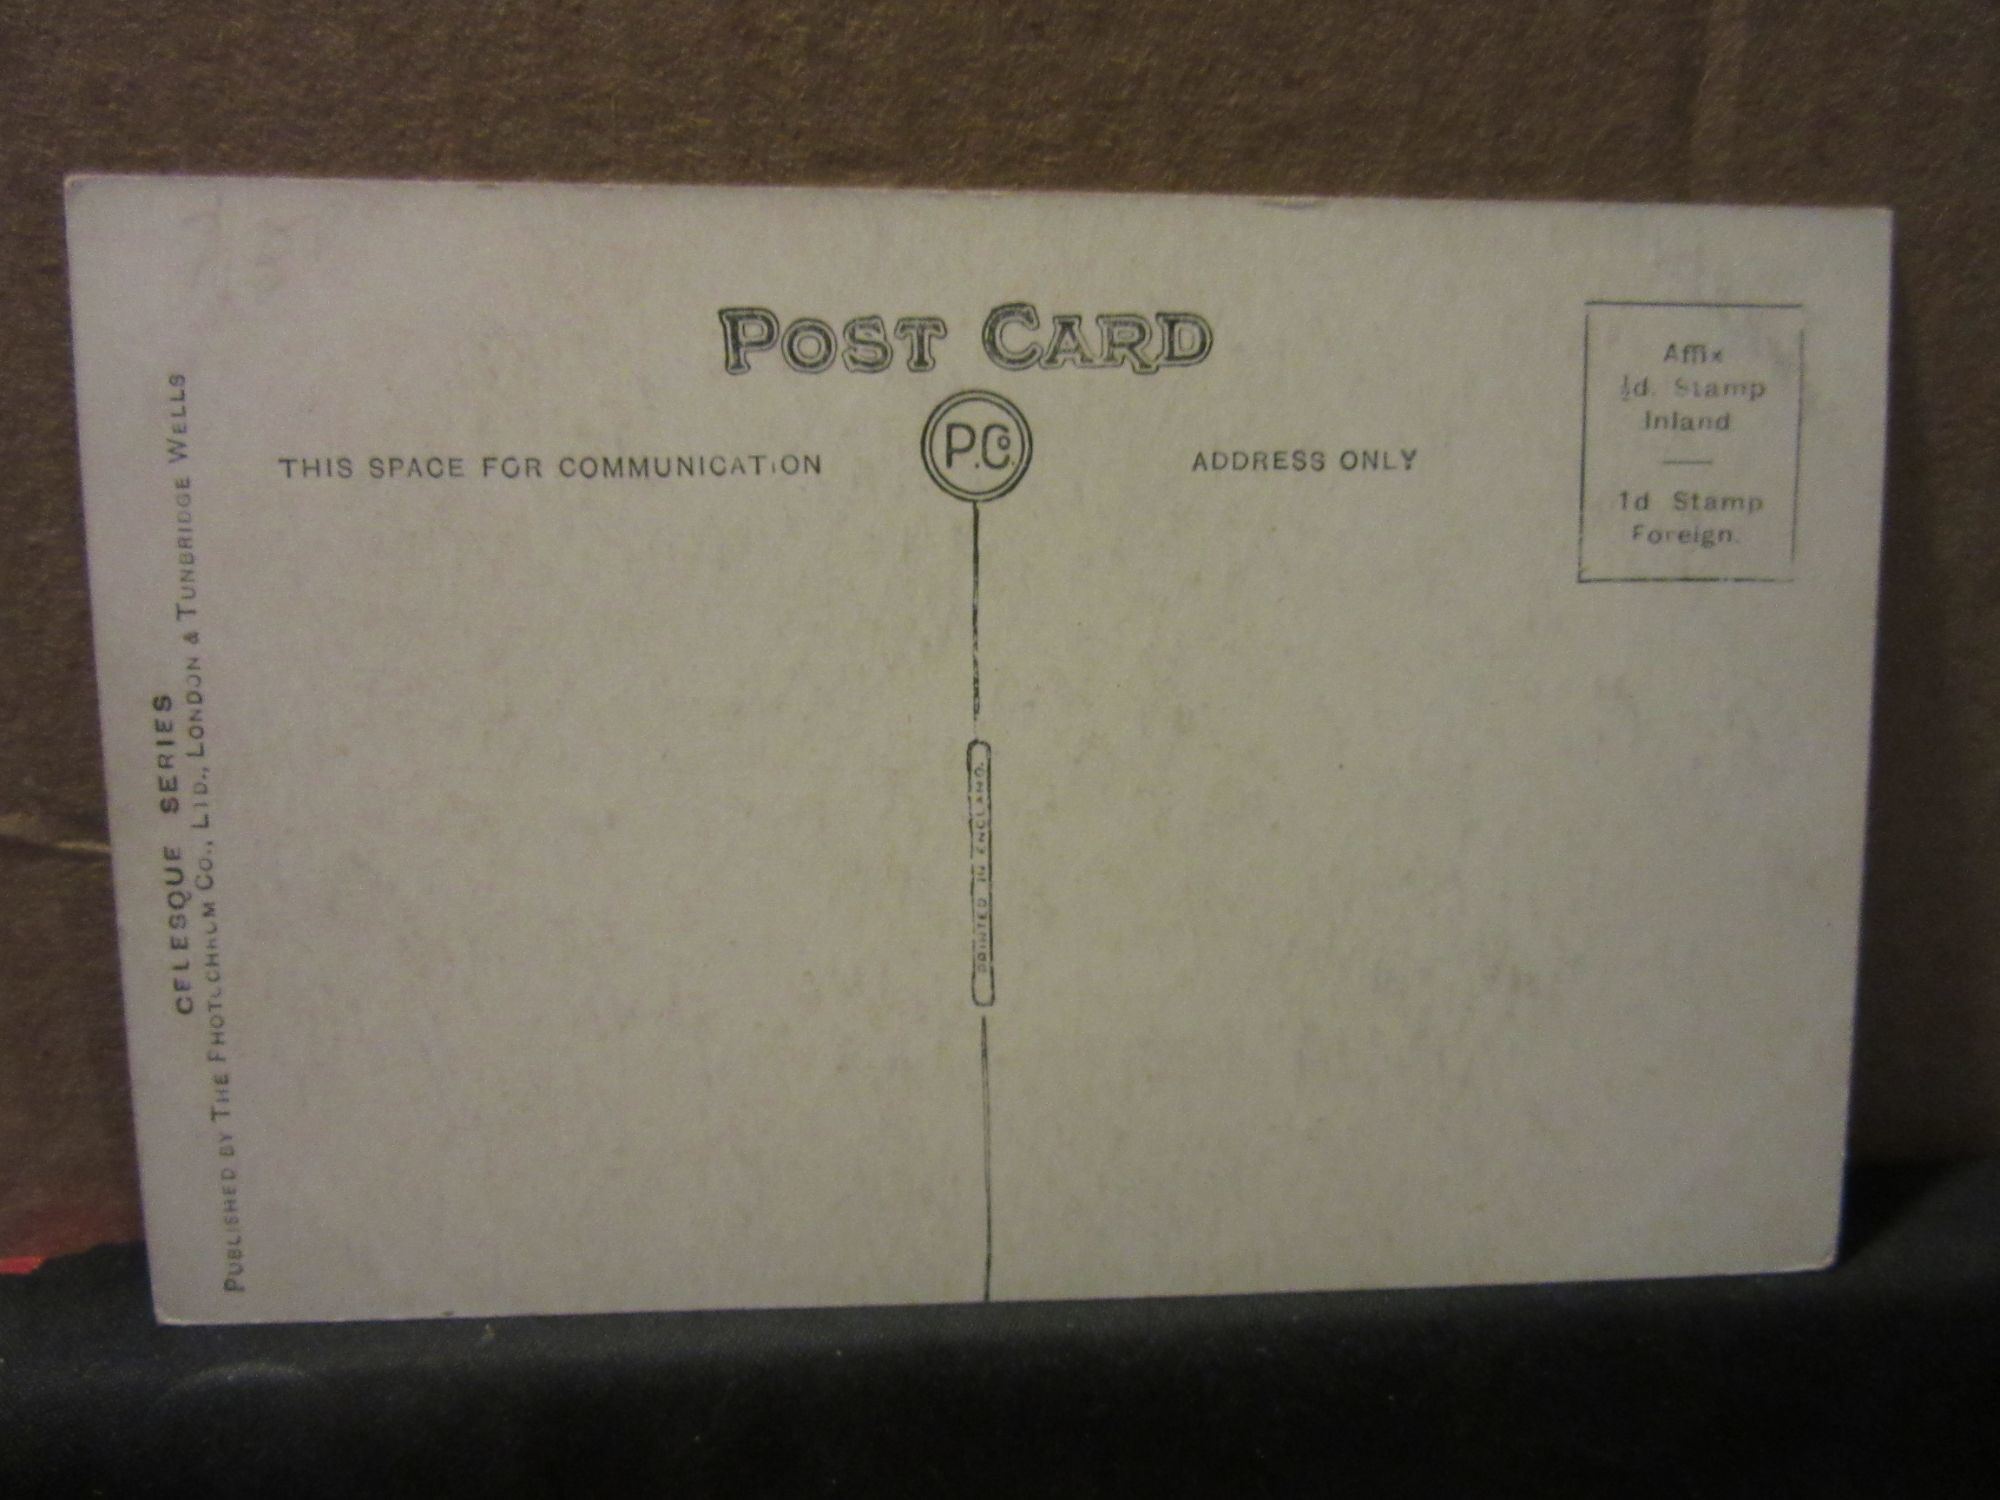 POST CARD
P.Co.
THIS SPACE FOR COMMUNICATION
ADDRESS ONLY
Affix
½d. Stamp
Inland
—
1d Stamp
Foreign.
PRINTED IN ENGLAND.
CELESQUE SERIES
PUBLISHED BY THE PHOTOCHROM CO., LTD., LONDON & TUNBRIDGE WELLS